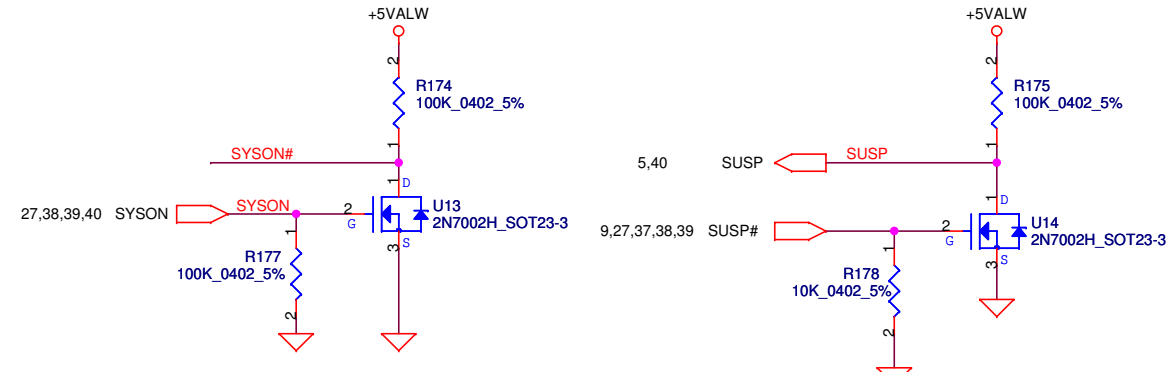 +5VALW
2
R174
100K_0402_5%
1
SYSON#
1
D
27,38,39,40 SYSON
SYSON
2
G
U13
2N7002H_SOT23-3
3
S
1
R177
100K_0402_5%
2
+5VALW
2
R175
100K_0402_5%
1
5,40 SUSP
SUSP
1
D
9,27,37,38,39 SUSP#
2
G
U14
2N7002H_SOT23-3
3
S
1
R178
10K_0402_5%
2